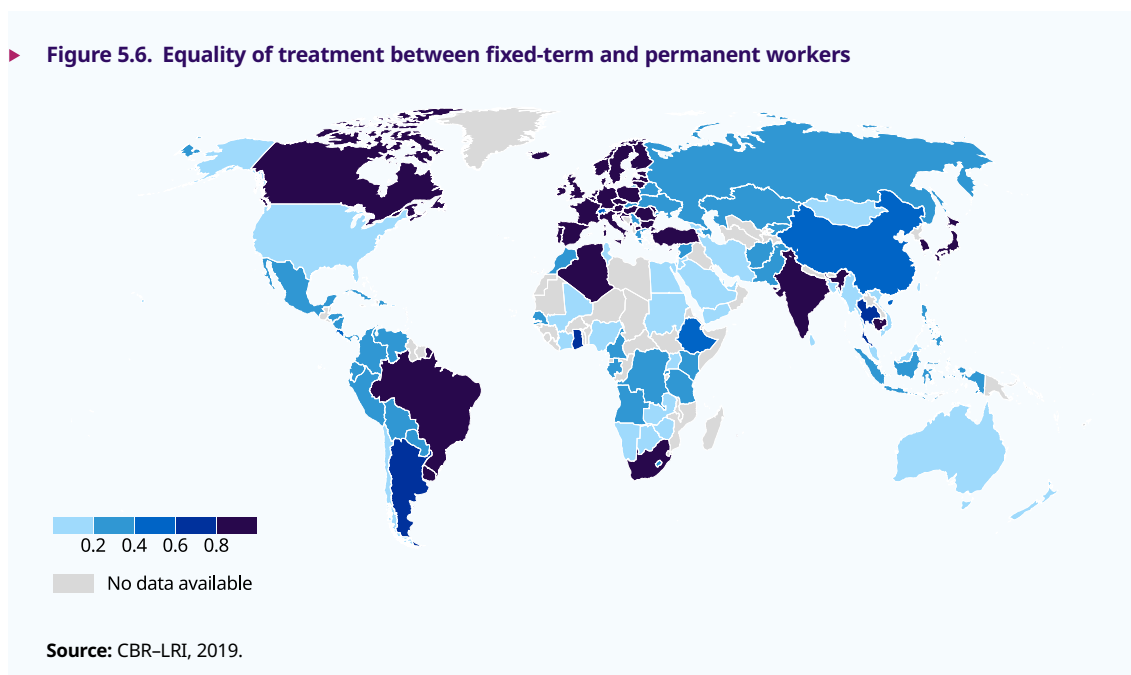 Figure 5.6. Equality of treatment between fixed-term and permanent workers
0.2 0.4 0.6 0.8
No data available
Source: CBR–LRI, 2019.